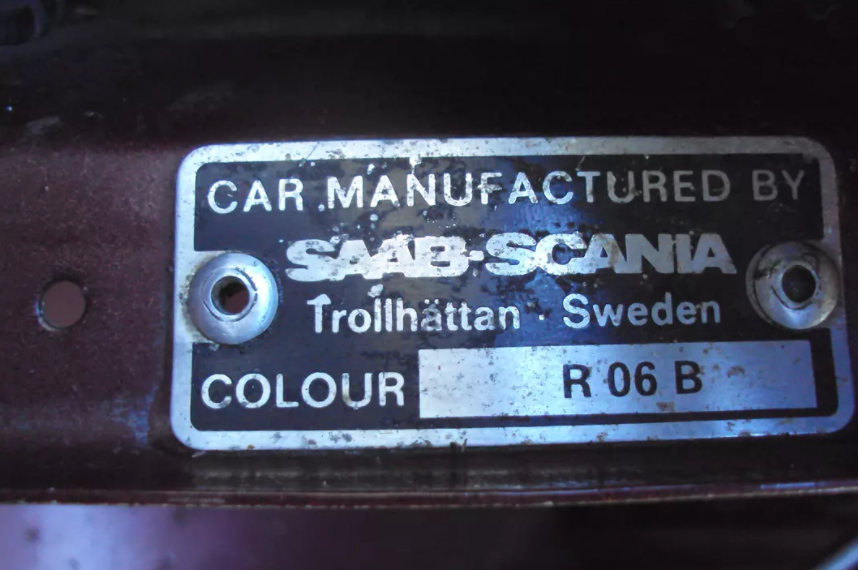 CAR MANUFACTURED BY
SAAB-SCANIA
Trollhättan · Sweden
COLOUR R 06 B